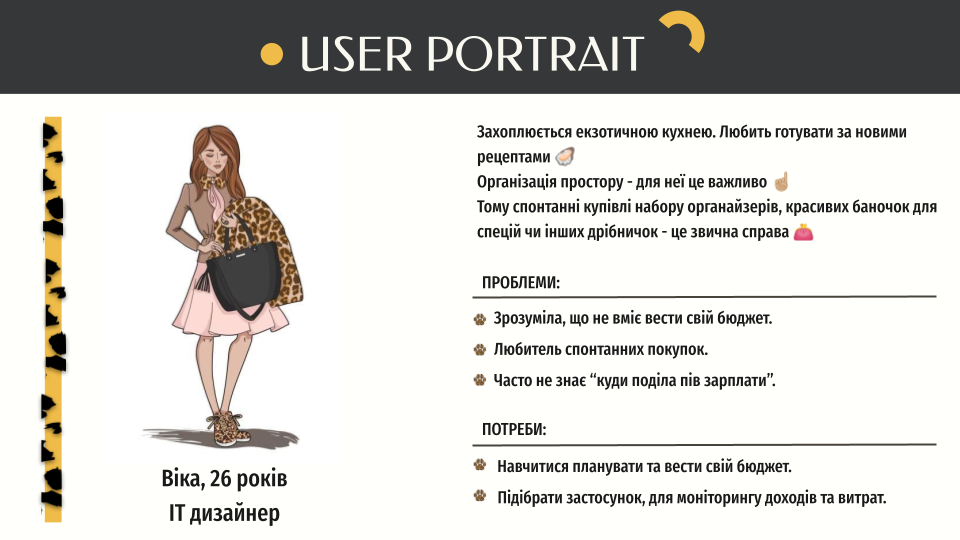 USER PORTRAIT
Захоплюється екзотичною кухнею. Любить готувати за новими
рецептами 🦪
Організація простору - для неї це важливо ☝🏼
Тому спонтанні купівлі набору органайзерів, красивих баночок для
спецій чи інших дрібничок - це звична справа 👛
ПРОБЛЕМИ:
Зрозуміла, що не вміє вести свій бюджет.
Любитель спонтанних покупок.
Часто не знає “куди поділа пів зарплати”.
ПОТРЕБИ:
Навчитися планувати та вести свій бюджет.
Підібрати застосунок, для моніторингу доходів та витрат.
Віка, 26 років
ІТ дизайнер